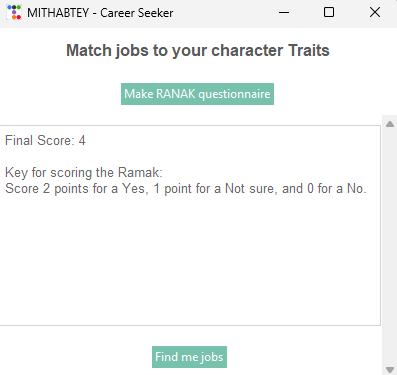 MITHABTEY - Career Seeker
Match jobs to your character Traits
Make RANAK questionnaire
Final Score: 4
Key for scoring the Ramak:
Score 2 points for a Yes, 1 point for a Not sure, and 0 for a No.
Find me jobs